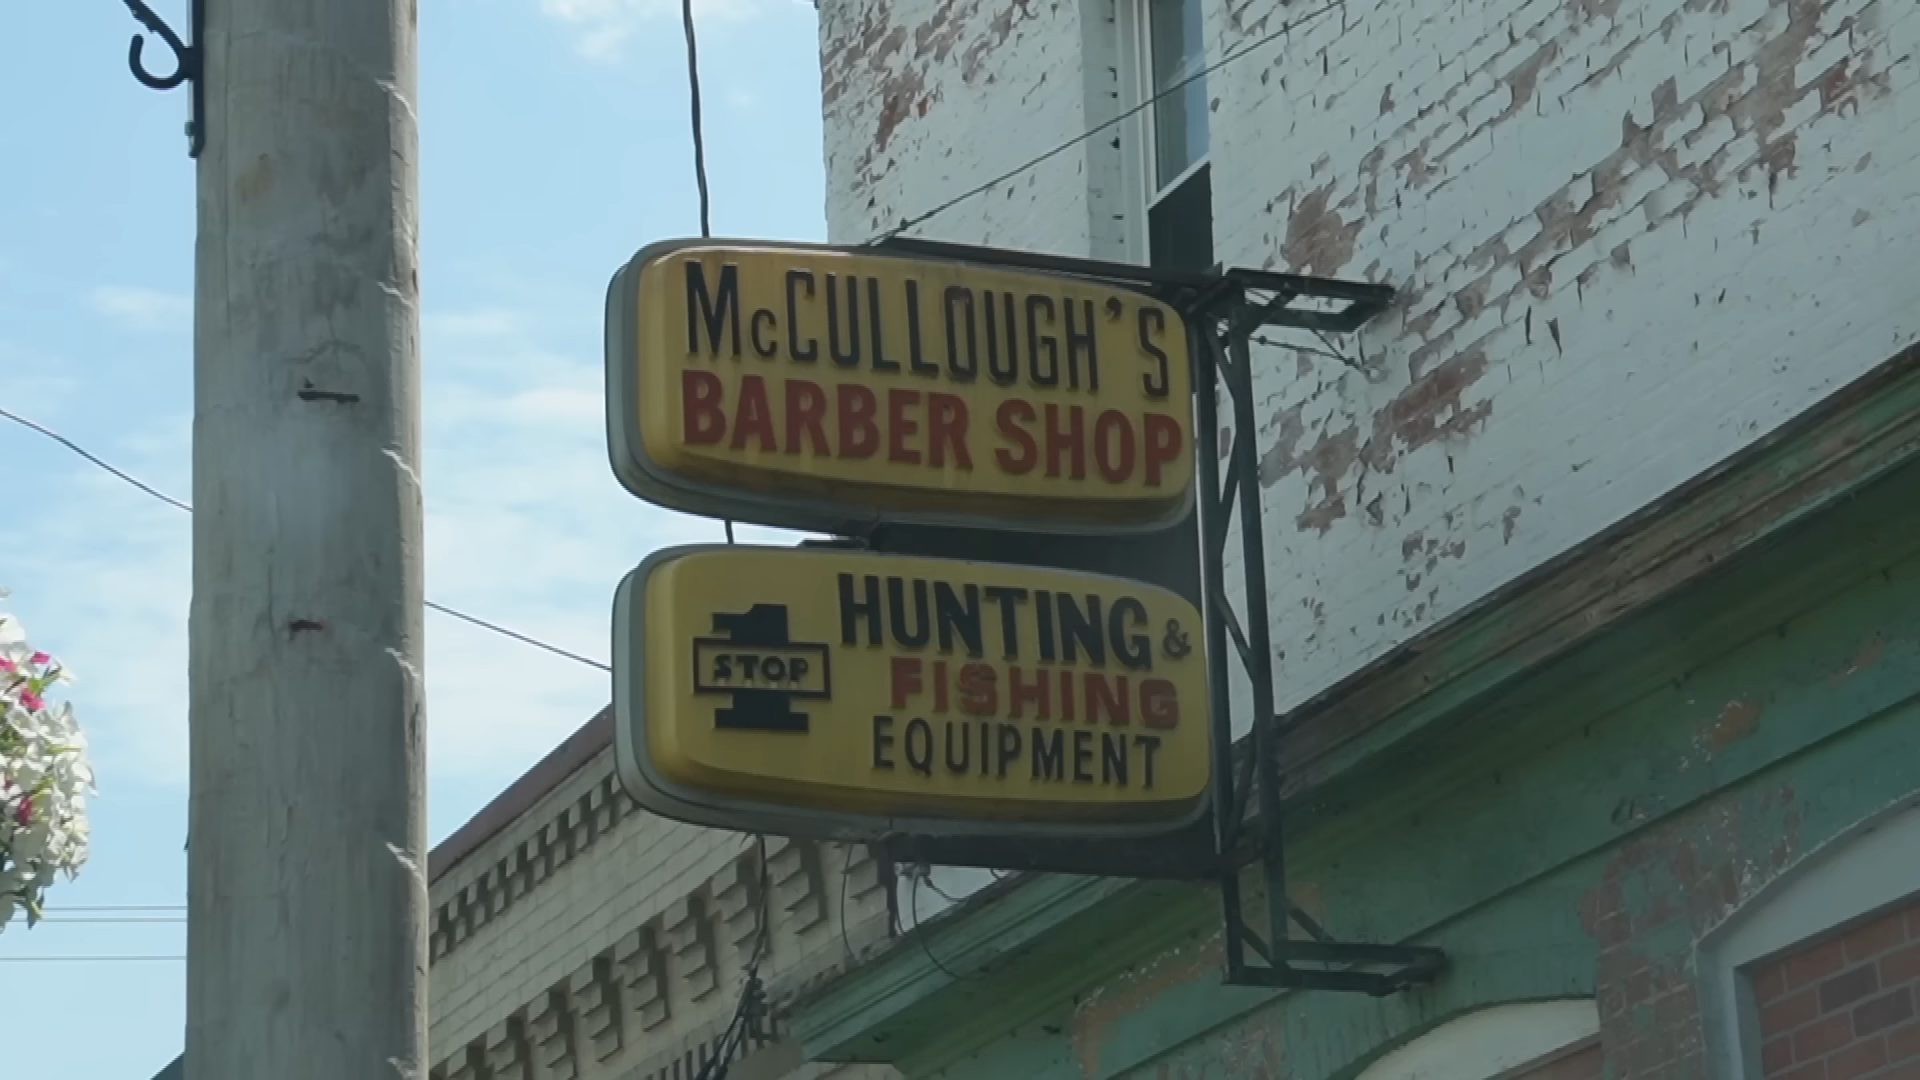 McCULLOUGH'S
BARBER SHOP
1 STOP
HUNTING &
FISHING
EQUIPMENT